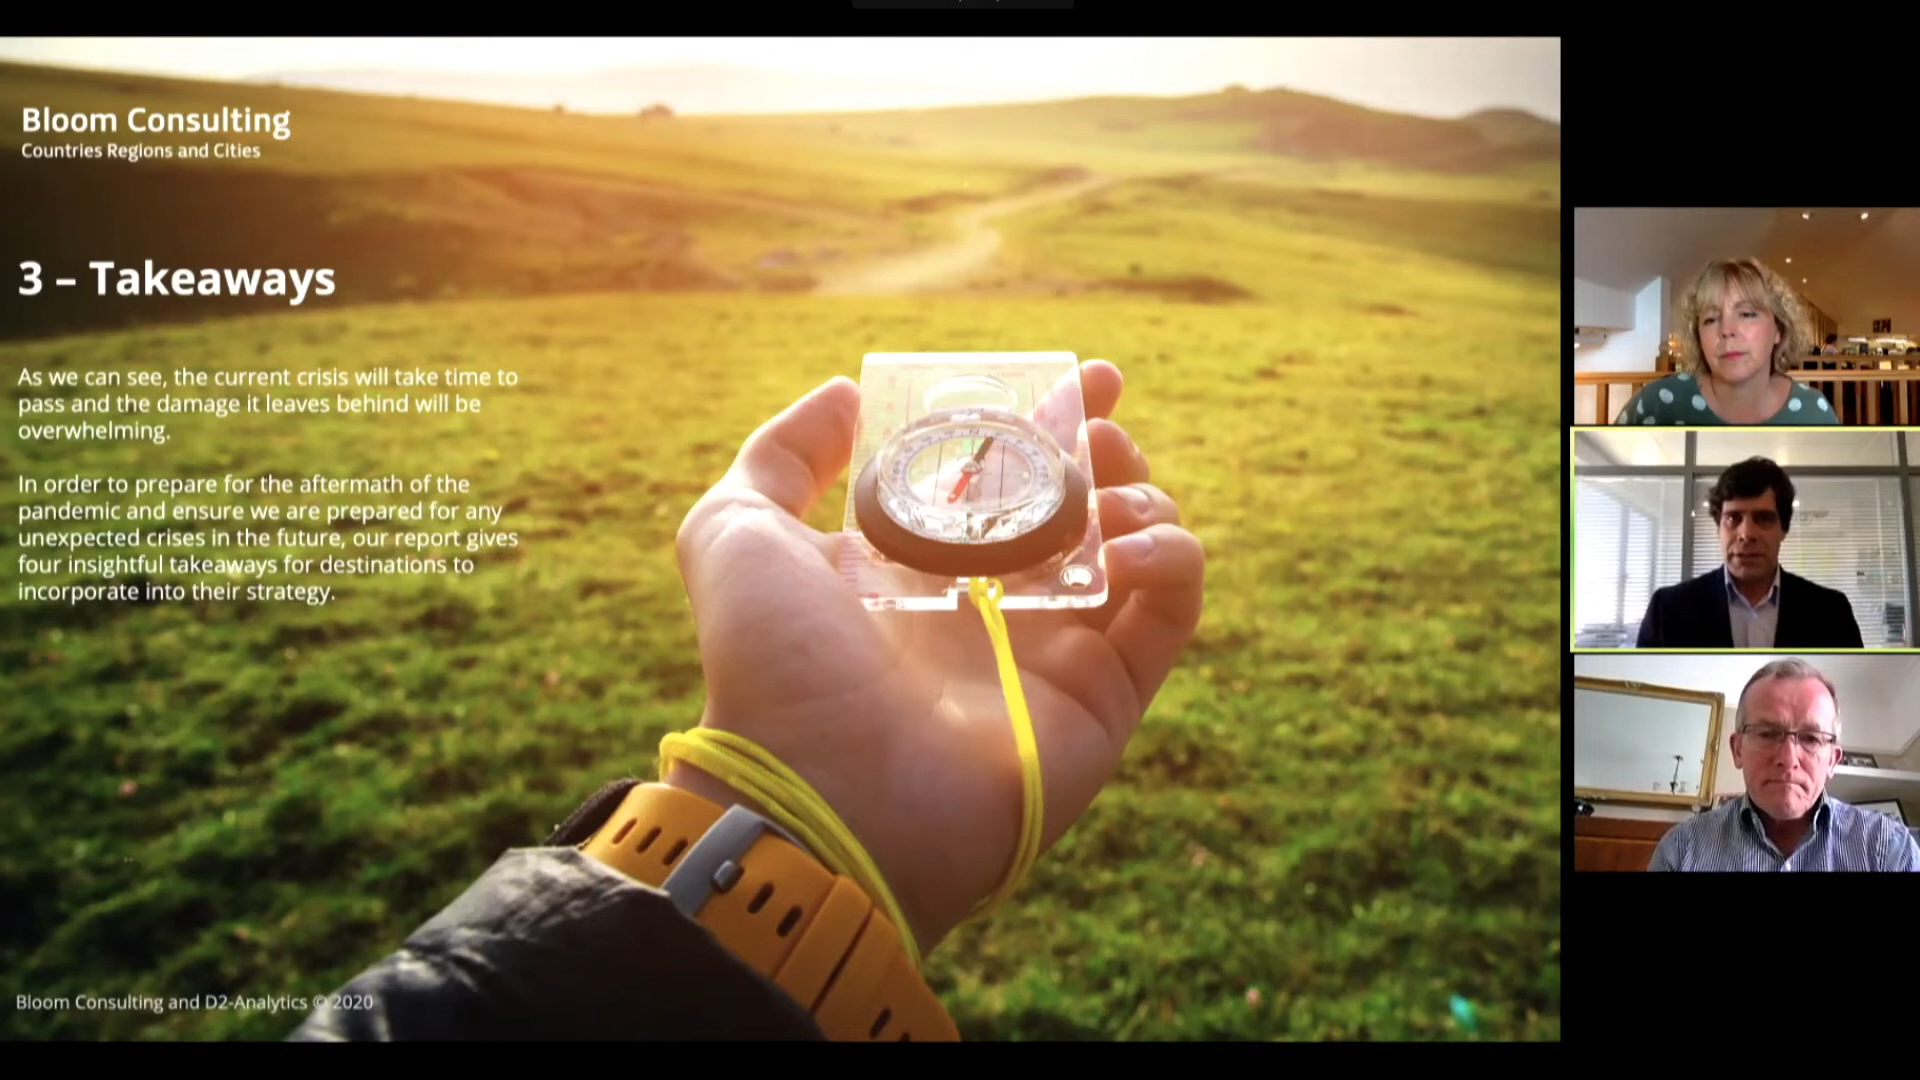 Bloom Consulting
Countries Regions and Cities
3 – Takeaways
As we can see, the current crisis will take time to
pass and the damage it leaves behind will be
overwhelming.
In order to prepare for the aftermath of the
pandemic and ensure we are prepared for any
unexpected crises in the future, our report gives
four insightful takeaways for destinations to
incorporate into their strategy.
Bloom Consulting and D2-Analytics © 2020